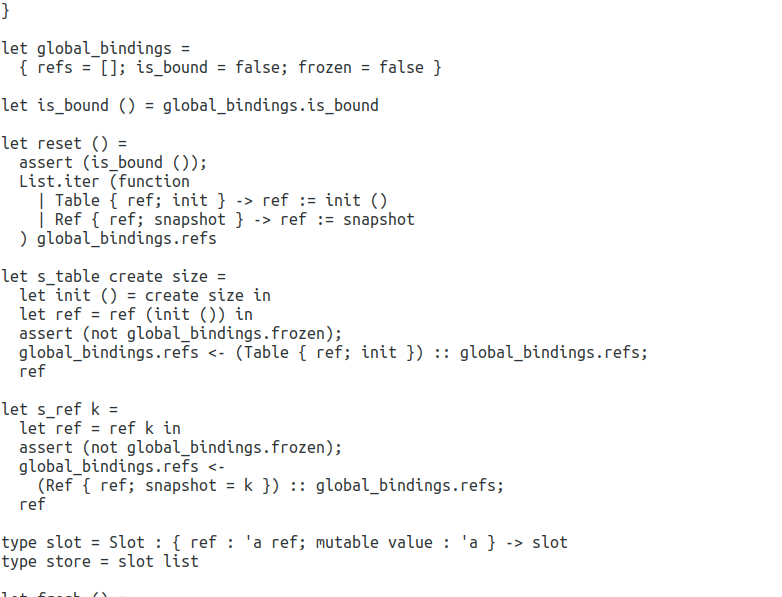 }
let global_bindings =
  { refs = []; is_bound = false; frozen = false }
let is_bound () = global_bindings.is_bound
let reset () =
  assert (is_bound ());
  List.iter (function
    | Table { ref; init } -> ref := init ()
    | Ref { ref; snapshot } -> ref := snapshot
  ) global_bindings.refs
let s_table create size =
  let init () = create size in
  let ref = ref (init ()) in
  assert (not global_bindings.frozen);
  global_bindings.refs <- (Table { ref; init }) :: global_bindings.refs;
  ref
let s_ref k =
  let ref = ref k in
  assert (not global_bindings.frozen);
  global_bindings.refs <-
    (Ref { ref; snapshot = k }) :: global_bindings.refs;
  ref
type slot = Slot : { ref : 'a ref; mutable value : 'a } -> slot
type store = slot list
let fresh () =